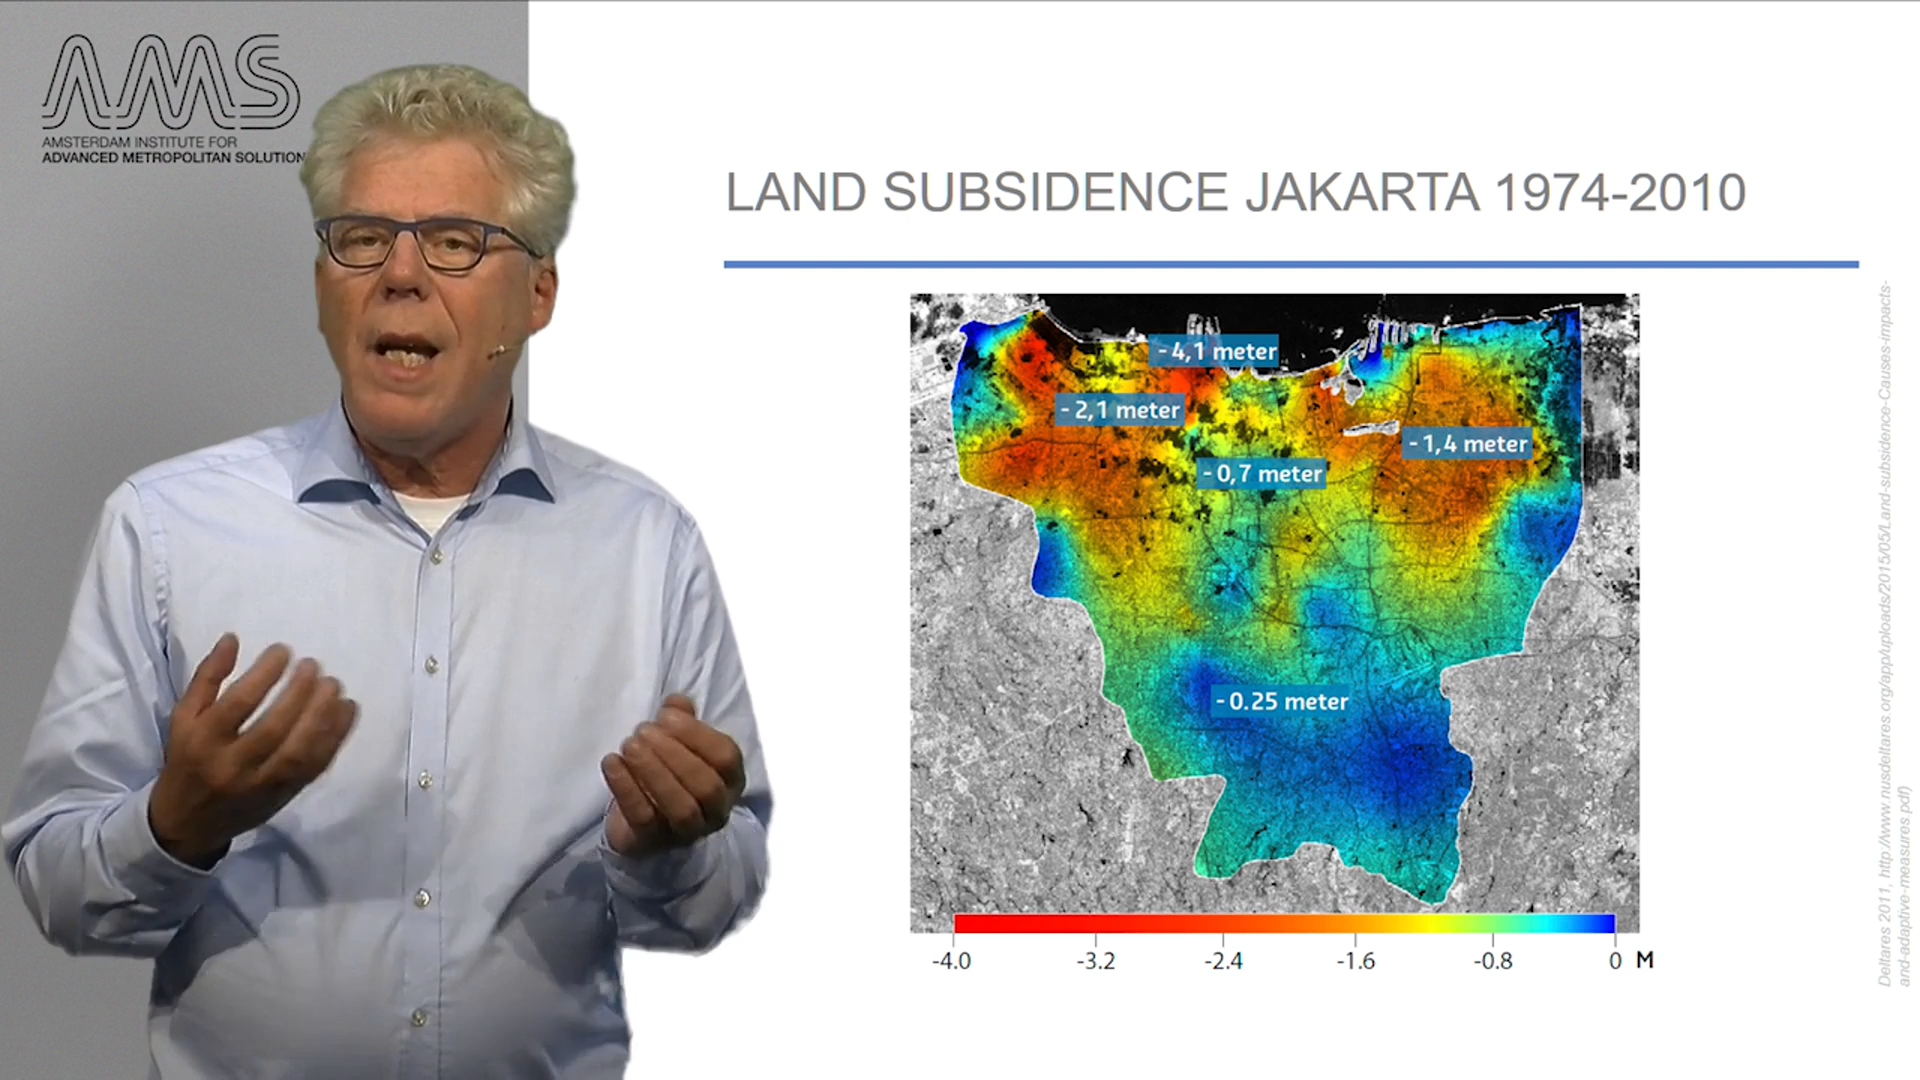 AMS
AMSTERDAM INSTITUTE FOR
ADVANCED METROPOLITAN SOLUTION
LAND SUBSIDENCE JAKARTA 1974-2010
- 4,1 meter
- 2,1 meter
- 1,4 meter
- 0,7 meter
- 0.25 meter
-4.0 -3.2 -2.4 -1.6 -0.8 0 M
Deltares 2011, http://www.nusdeltares.org/app/uploads/2015/05/Land-subsidence-Causes-impacts-
and-adaptive-measures.pdf)